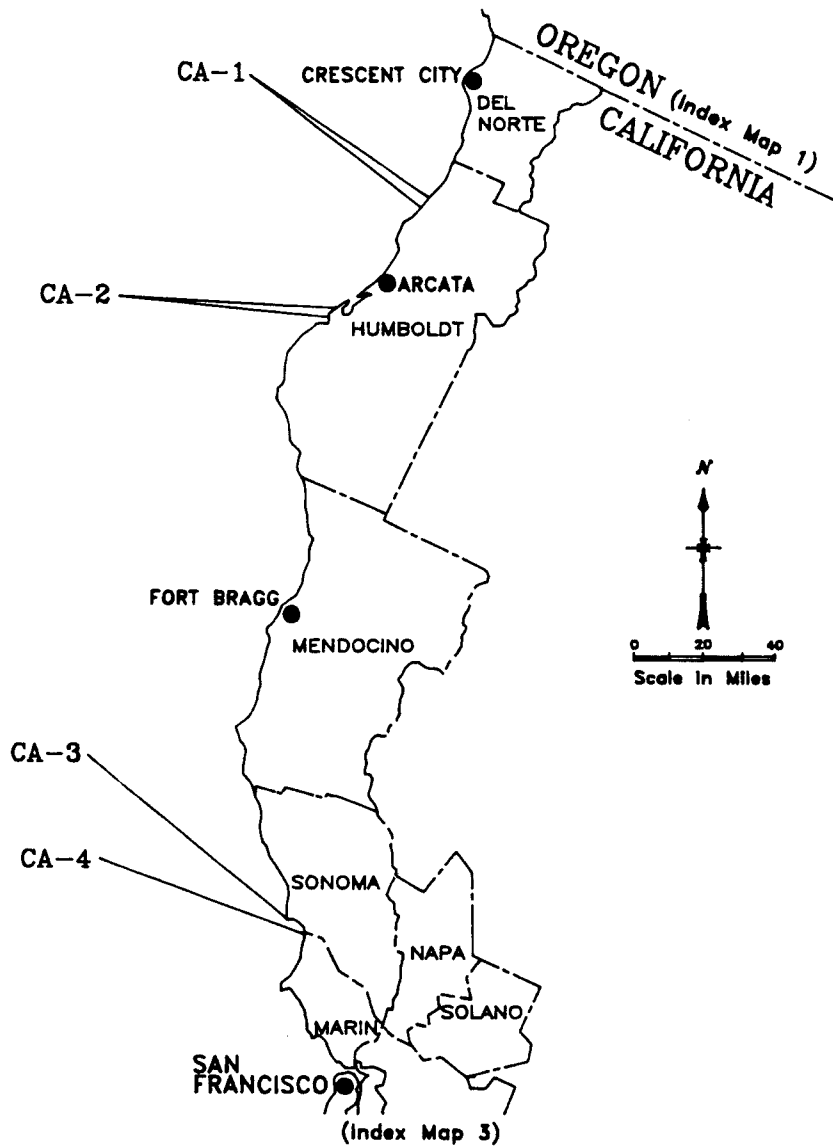 OREGON (Index Map 1)
CALIFORNIA
CA-1
CRESCENT CITY
DEL
NORTE
CA-2
ARCATA
HUMBOLDT
N
FORT BRAGG
MENDOCINO
0 20 40
Scale In Miles
CA-3
CA-4
SONOMA
NAPA
SOLANO
MARIN
SAN
FRANCISCO
(Index Map 3)